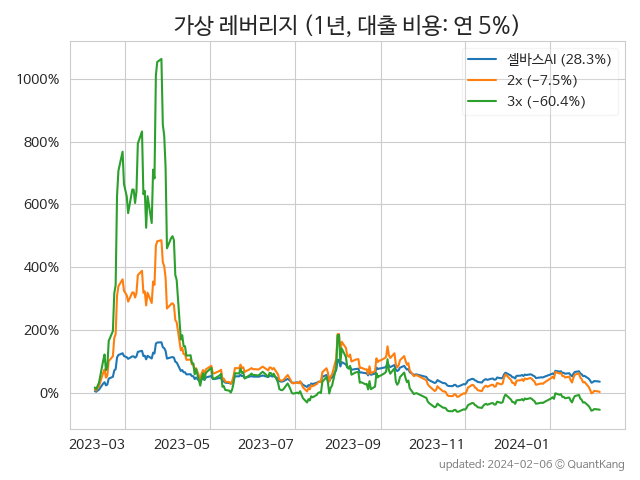 가상 레버리지 (1년, 대출 비용: 연 5%)
셀바스AI (28.3%)
2x (-7.5%)
3x (-60.4%)
1000%
800%
600%
400%
200%
0%
2023-03 2023-05 2023-07 2023-09 2023-11 2024-01
updated: 2024-02-06 © QuantKang